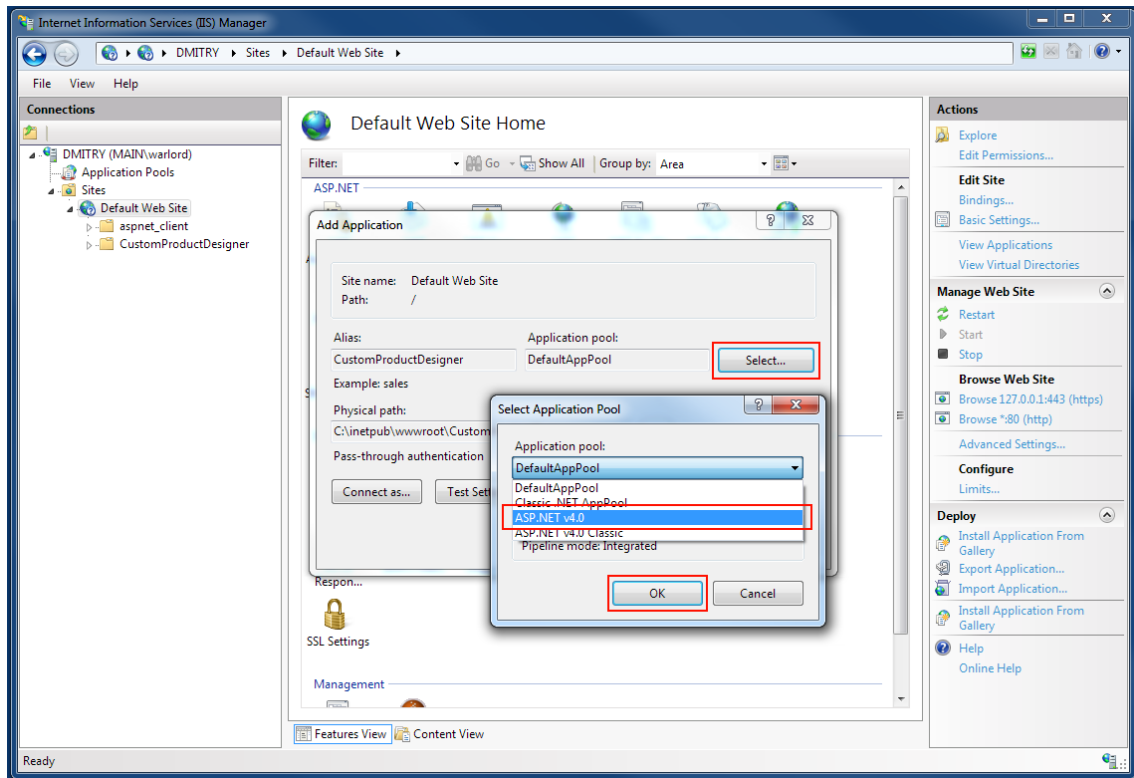 Internet Information Services (IIS) Manager
DMITRY Sites Default Web Site
File View Help
Connections
DMITRY (MAIN\warlord)
Application Pools
Sites
Default Web Site
aspnet_client
CustomProductDesigner
Default Web Site Home
Filter: Go Show All Group by: Area
ASP.NET
Add Application
Site name: Default Web Site
Path: /
Alias: Application pool:
CustomProductDesigner DefaultAppPool Select...
Example: sales
Physical path:
C:\inetpub\wwwroot\Custom
Pass-through authentication
Connect as... Test Sett
Select Application Pool
Application pool:
DefaultAppPool
DefaultAppPool
Classic .NET AppPool
ASP.NET v4.0
ASP.NET v4.0 Classic
Pipeline mode: Integrated
OK Cancel
Respon...
SSL Settings
Management
Features View Content View
Actions
Explore
Edit Permissions...
Edit Site
Bindings...
Basic Settings...
View Applications
View Virtual Directories
Manage Web Site
Restart
Start
Stop
Browse Web Site
Browse 127.0.0.1:443 (https)
Browse *:80 (http)
Advanced Settings...
Configure
Limits...
Deploy
Install Application From
Gallery
Export Application...
Import Application...
Install Application From
Gallery
Help
Online Help
Ready